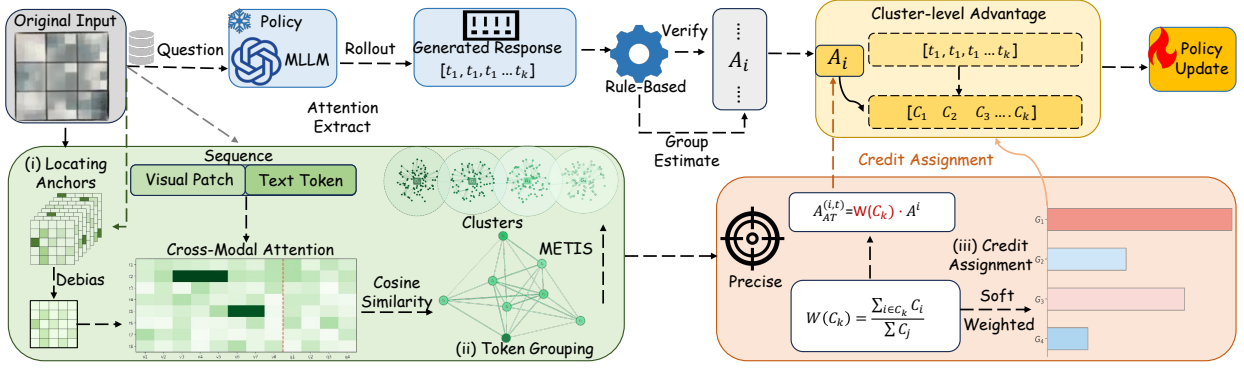 Original Input
Question
Policy
MLLM
Rollout
Generated Response
[t1, t1, t1 ... tk]
Rule-Based
Verify
Group
Estimate
......
Ai
......
Cluster-level Advantage
Ai
[t1, t1, t1 ... tk]
[C1 C2 C3 .... Ck]
Policy
Update
Attention
Extract
Credit Assignment
(i) Locating
Anchors
Debias
Sequence
Visual Patch
Text Token
Cross-Modal Attention
Cosine
Similarity
Clusters
METIS
(ii) Token Grouping
Precise
A_AT^(i,t)=W(Ck) · A^i
W(Ck) = ∑i∈Ck Ci / ∑ Cj
Soft
Weighted
(iii) Credit
Assignment
G1
G2
G3
G4